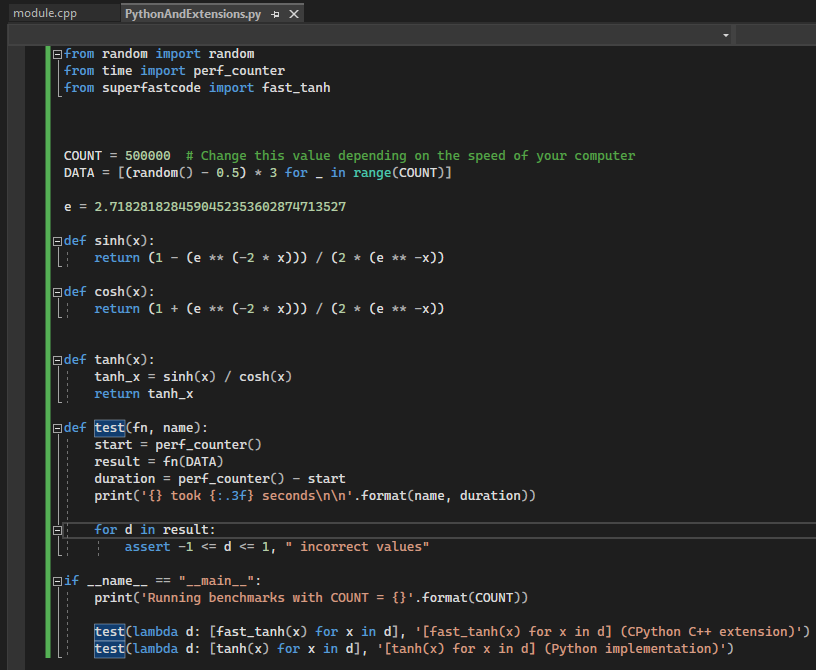 module.cpp
PythonAndExtensions.py
from random import random
from time import perf_counter
from superfastcode import fast_tanh
COUNT = 500000  # Change this value depending on the speed of your computer
DATA = [(random() - 0.5) * 3 for _ in range(COUNT)]
e = 2.7182818284590452353602874713527
def sinh(x):
    return (1 - (e ** (-2 * x))) / (2 * (e ** -x))
def cosh(x):
    return (1 + (e ** (-2 * x))) / (2 * (e ** -x))
def tanh(x):
    tanh_x = sinh(x) / cosh(x)
    return tanh_x
def test(fn, name):
    start = perf_counter()
    result = fn(DATA)
    duration = perf_counter() - start
    print('{} took {:.3f} seconds\n\n'.format(name, duration))
    for d in result:
        assert -1 <= d <= 1, " incorrect values"
if __name__ == "__main__":
    print('Running benchmarks with COUNT = {}'.format(COUNT))
    test(lambda d: [fast_tanh(x) for x in d], '[fast_tanh(x) for x in d] (CPython C++ extension)')
    test(lambda d: [tanh(x) for x in d], '[tanh(x) for x in d] (Python implementation)')